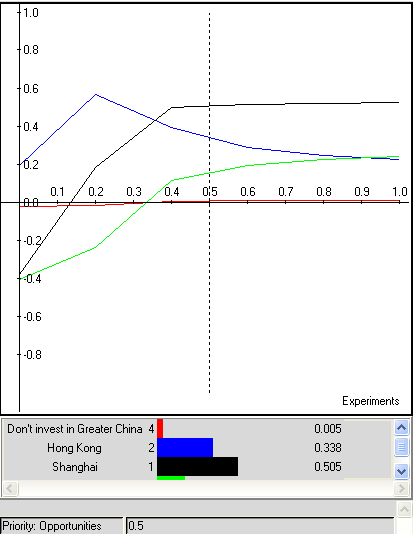 1.0
0.8
0.6
0.4
0.2
0.1 0.2 0.3 0.4 0.5 0.6 0.7 0.8 0.9 1.0
0.0
-0.2
-0.4
-0.6
-0.8
Experiments
Don't invest in Greater China 4 0.005
Hong Kong 2 0.338
Shanghai 1 0.505
Priority: Opportunities 0.5